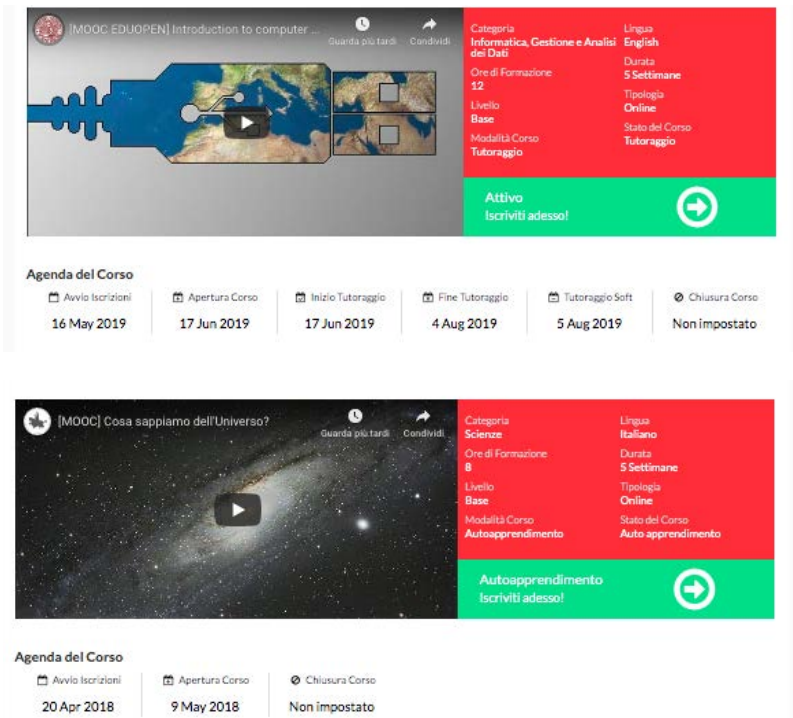 [MOOC EDUOPEN] Introduction to computer ...
Guarda più tardi
Condividi
Categoria
Informatica, Gestione e Analisi
dei Dati
Ore di Formazione
12
Livello
Base
Modalità Corso
Tutoraggio
Lingua
English
Durata
5 Settimane
Tipologia
Online
Stato del Corso
Tutoraggio
Attivo
Iscriviti adesso!
Agenda del Corso
Avvio Iscrizioni
16 May 2019
Apertura Corso
17 Jun 2019
Inizio Tutoraggio
17 Jun 2019
Fine Tutoraggio
4 Aug 2019
Tutoraggio Soft
5 Aug 2019
Chiusura Corso
Non impostato
[MOOC] Cosa sappiamo dell'Universo?
Guarda più tardi
Condividi
Categoria
Scienze
Ore di Formazione
8
Livello
Base
Modalità Corso
Autoapprendimento
Lingua
Italiano
Durata
5 Settimane
Tipologia
Online
Stato del Corso
Auto apprendimento
Autoapprendimento
Iscriviti adesso!
Agenda del Corso
Avvio Iscrizioni
20 Apr 2018
Apertura Corso
9 May 2018
Chiusura Corso
Non impostato